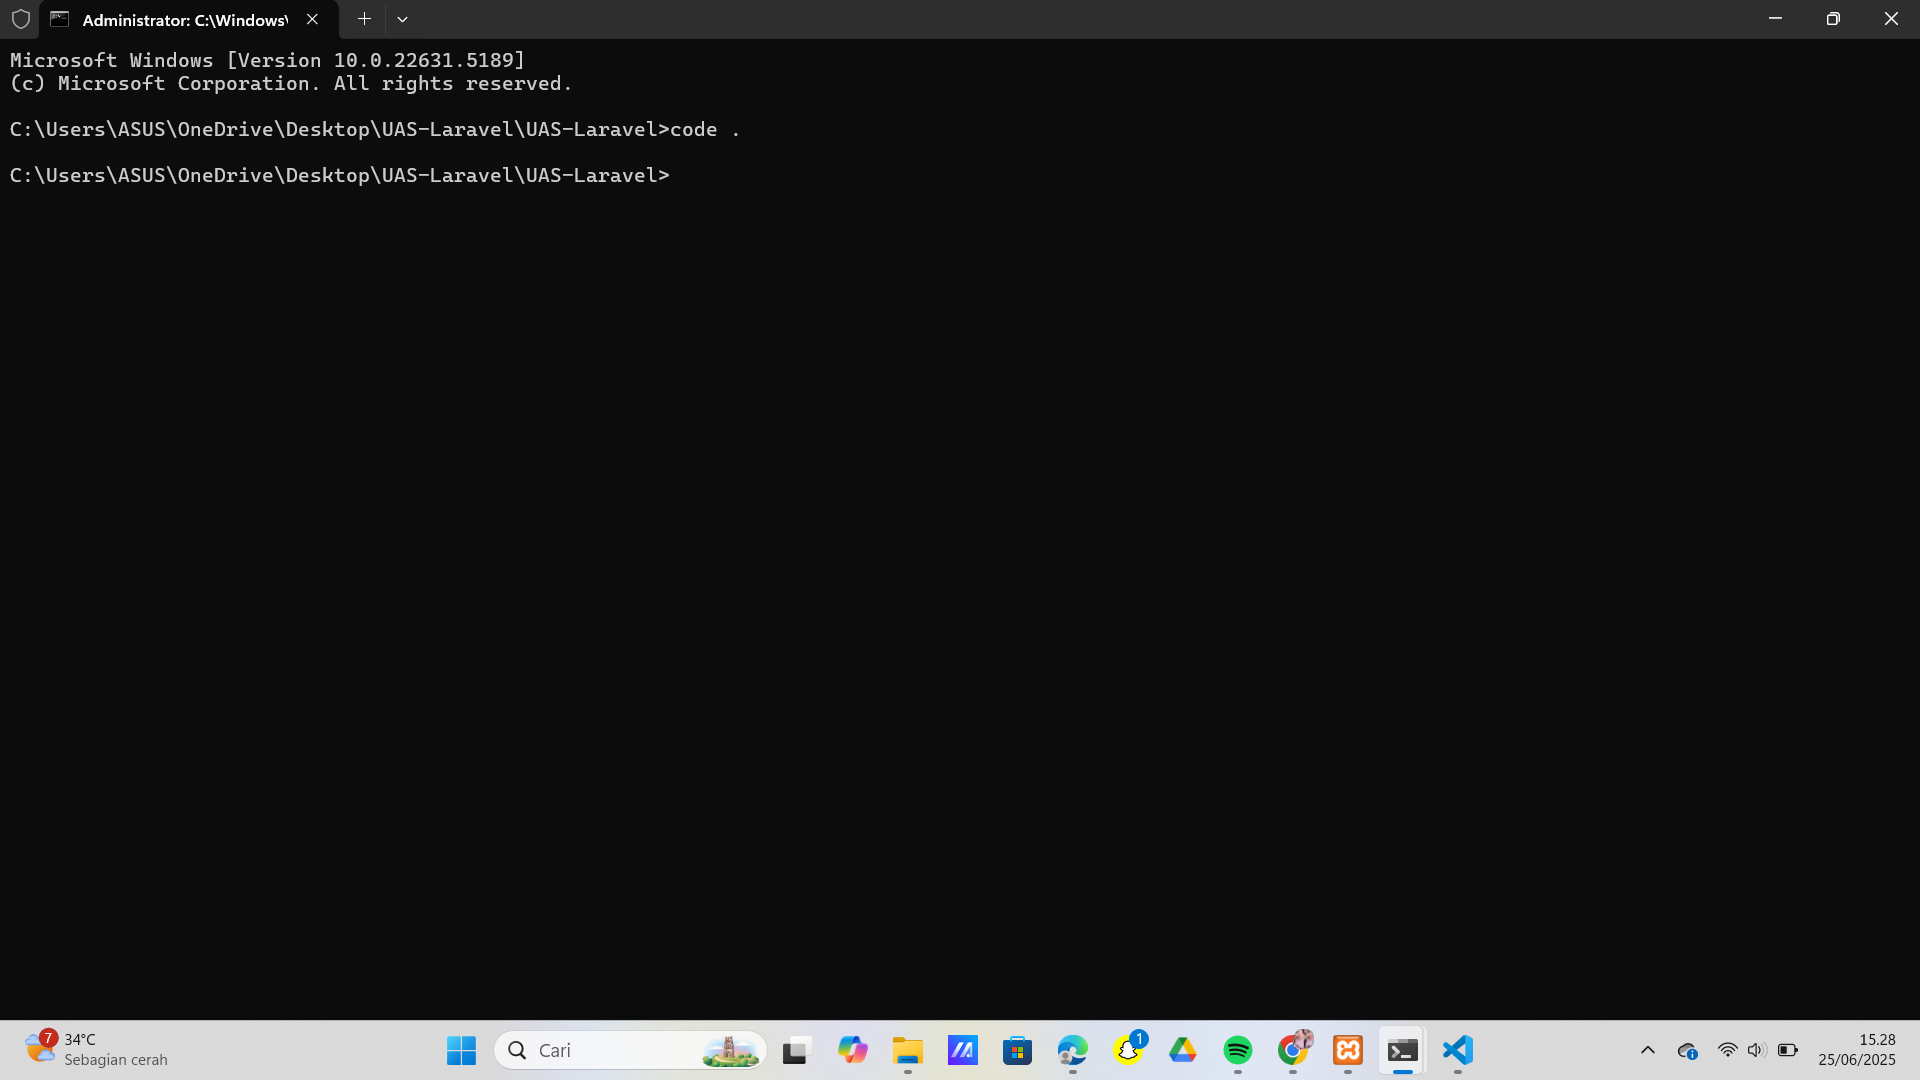 Administrator: C:\Windows\
Microsoft Windows [Version 10.0.22631.5189]
(c) Microsoft Corporation. All rights reserved.
C:\Users\ASUS\OneDrive\Desktop\UAS-Laravel\UAS-Laravel>code .
C:\Users\ASUS\OneDrive\Desktop\UAS-Laravel\UAS-Laravel>
7
34°C
Sebagian cerah
Cari
1
15.28
25/06/2025